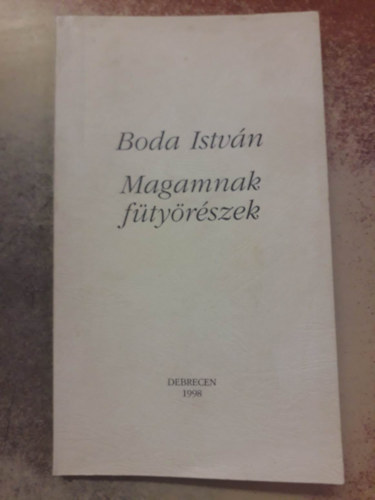 Boda István
Magamnak
fütyörészek
DEBRECEN
1998